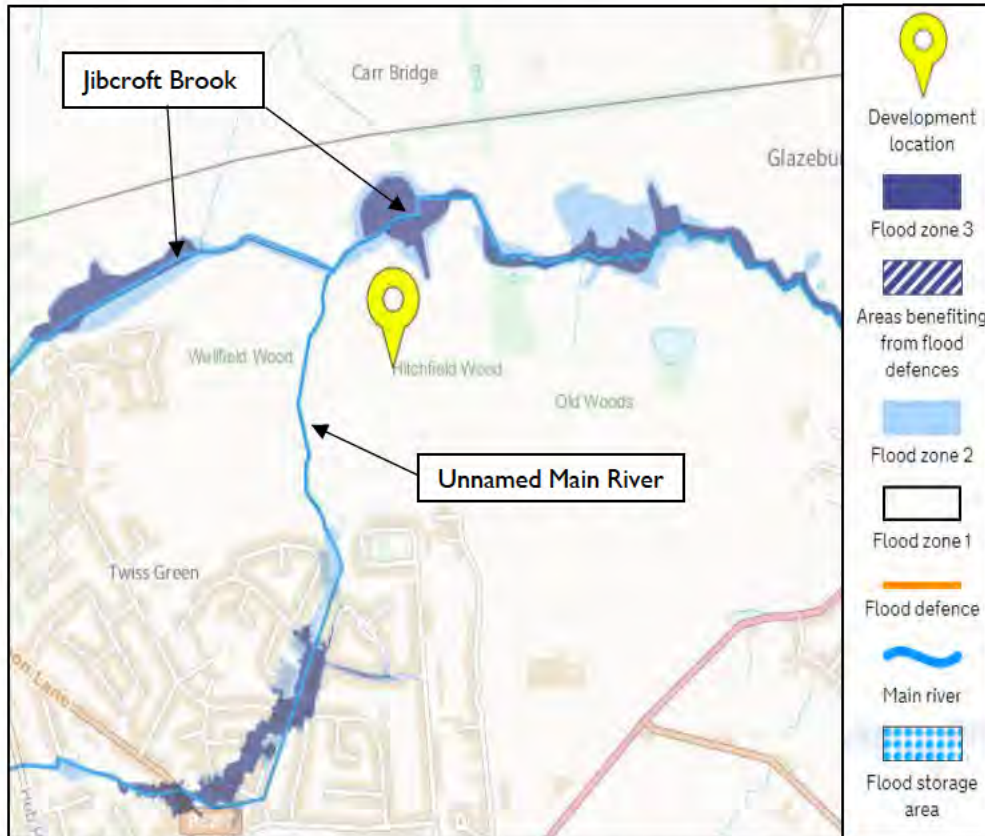 Jibcroft Brook
Carr Bridge
Glazebu
Wellfield Wood
Hitchfield Wood
Old Woods
Unnamed Main River
Twiss Green
on Lane
Development
location
Flood zone 3
Areas benefiting
from flood
defences
Flood zone 2
Flood zone 1
Flood defence
Main river
Flood storage
area